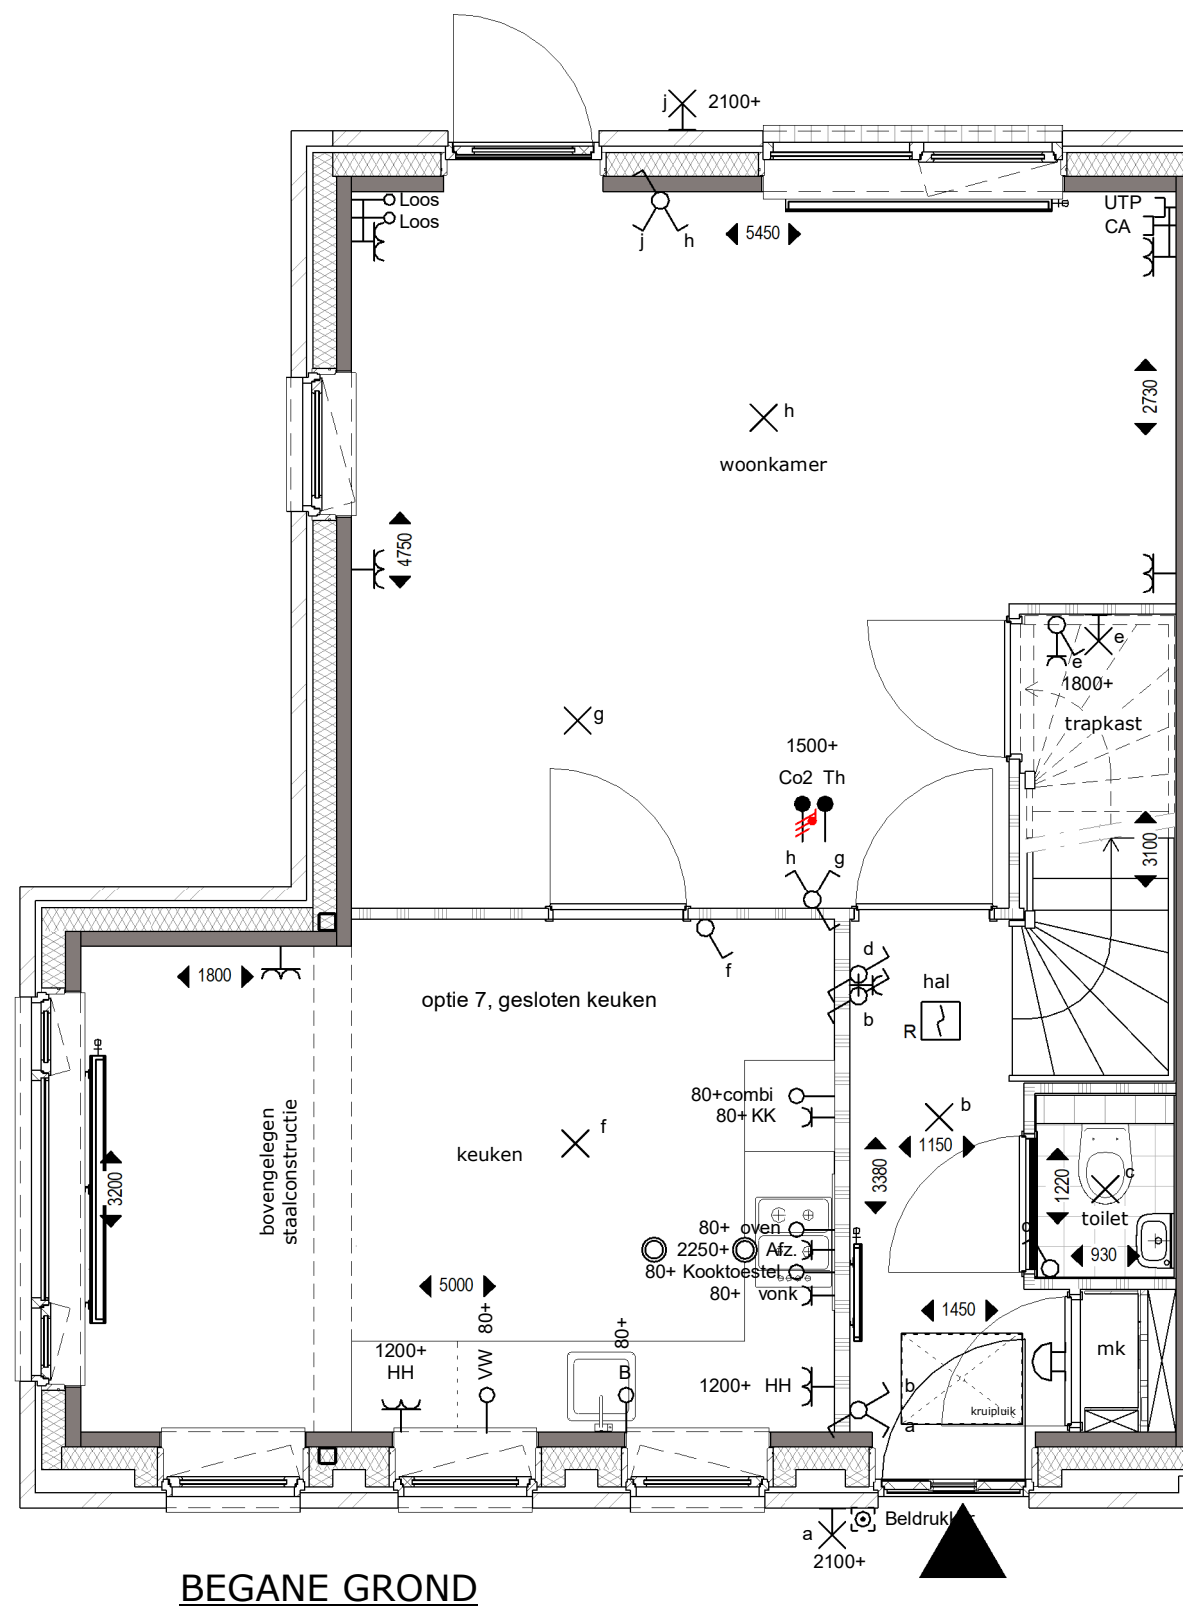 j 2100+
Loos
Loos
j h
5450
UTP
CA
2730
h
woonkamer
4750
e
e
1800+
trapkast
g
1500+
Co2 Th
3100
h g
f
d
1800
optie 7, gesloten keuken
hal
b
R
80+combi
80+ KK
b
bovengelegen
staalconstructie
f
keuken
1150
3380
3200
1220
c
toilet
c
80+ oven
2250+ Afz.
930
80+ Kooktoestel
80+ vonk
5000
80+
VW
80+
B
1450
1200+
HH
mk
1200+ HH
b
kruipluik
a
a
Beldrukker
2100+
BEGANE GROND